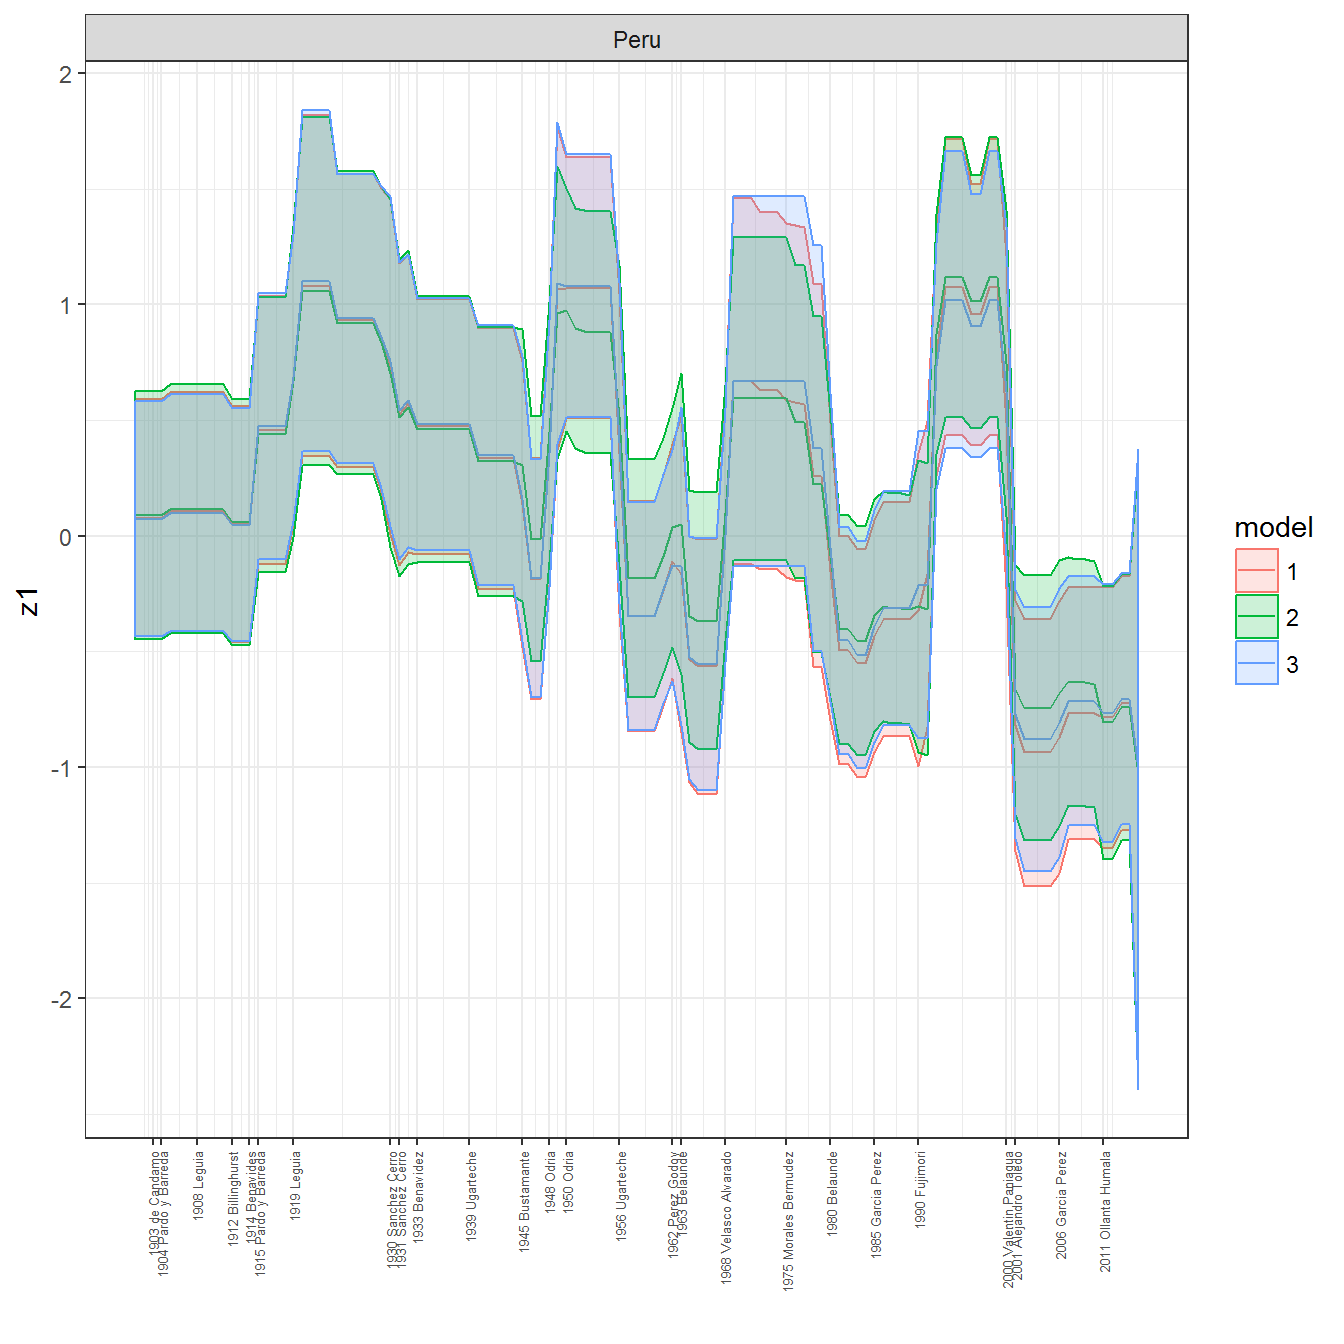 Peru
2
1
0
-1
-2
z1
1903 de Candamo
1904 Pardo y Barreda
1908 Leguia
1912 Billinghurst
1914 Benavides
1915 Pardo y Barreda
1919 Leguia
1930 Sanchez Cerro
1931 Sanchez Cerro
1933 Benavidez
1939 Ugarteche
1945 Bustamante
1948 Odria
1950 Odria
1956 Ugarteche
1962 Perez Godoy
1963 Belaunde
1968 Velasco Alvarado
1975 Morales Bermudez
1980 Belaunde
1985 Garcia Perez
1990 Fujimori
2000 Valentin Paniagua
2001 Alejandro Toledo
2006 Garcia Perez
2011 Ollanta Humala
model
1
2
3